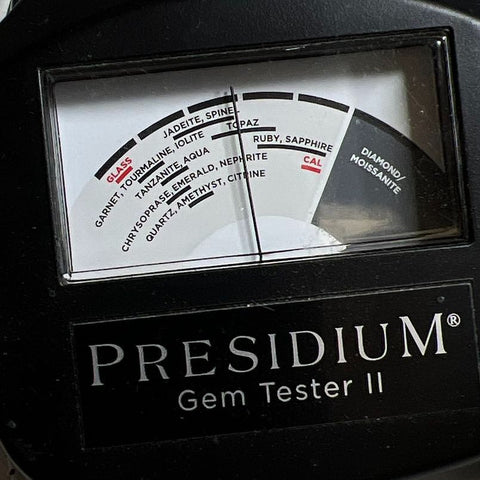 GLASS
GARNET, TOURMALINE, IOLITE
JADEITE, SPINEL
TANZANITE, AQUA
TOPAZ
CHRYSOPRASE, EMERALD, NEPHRITE
RUBY, SAPPHIRE
QUARTZ, AMETHYST, CITRINE
CAL
DIAMOND/
MOISSANITE
PRESIDIUM®
Gem Tester II